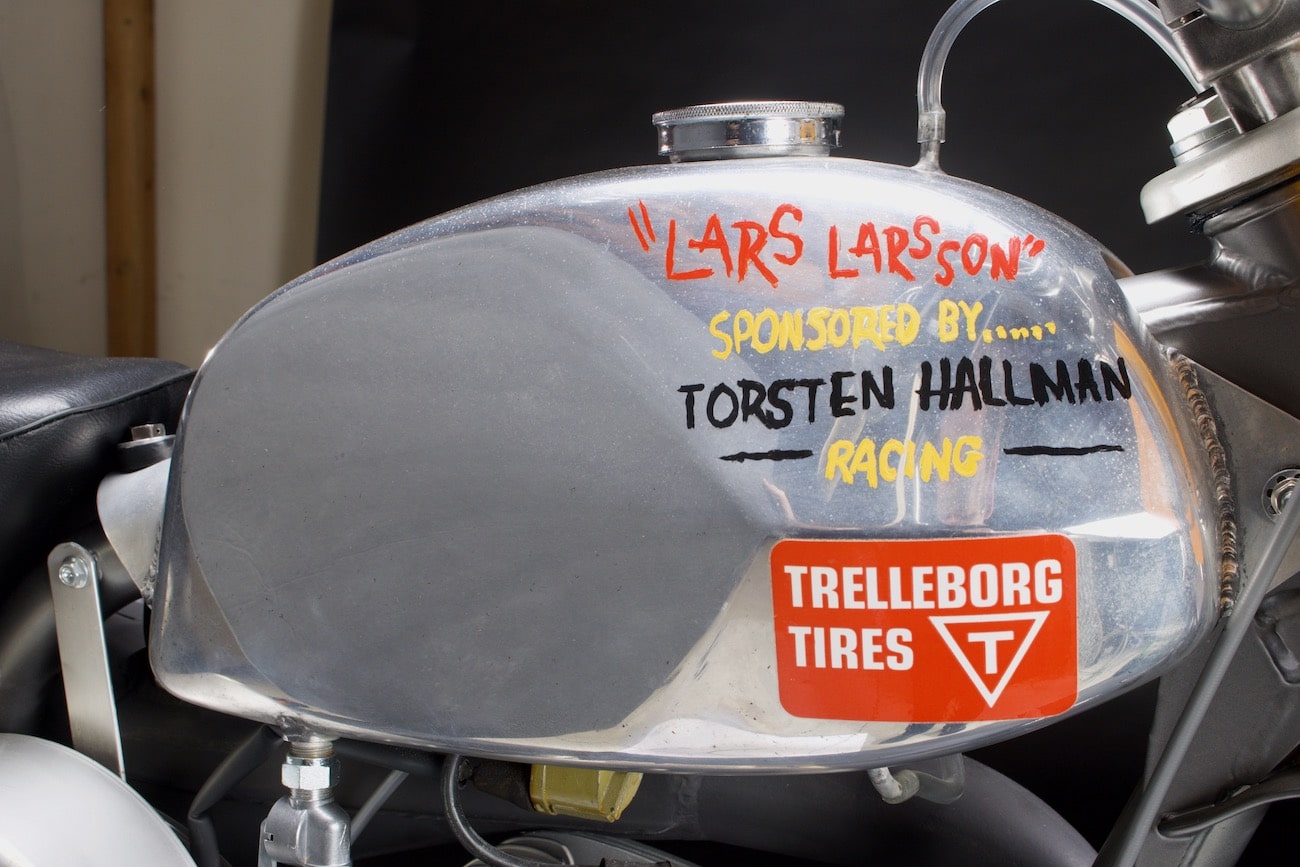 "LARS LARSSON"
SPONSORED BY......
TORSTEN HALLMAN
— RACING —
TRELLEBORG
TIRES T